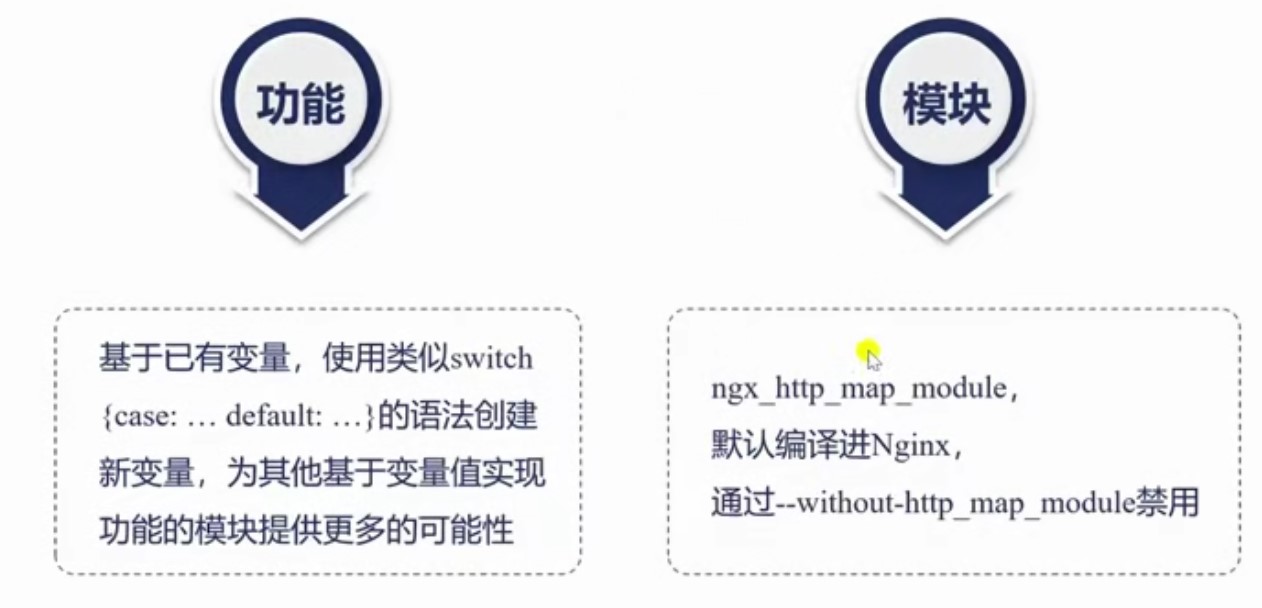 功能
基于已有变量，使用类似switch
{case: … default: …}的语法创建
新变量，为其他基于变量值实现
功能的模块提供更多的可能性
模块
ngx_http_map_module，
默认编译进Nginx，
通过--without-http_map_module禁用